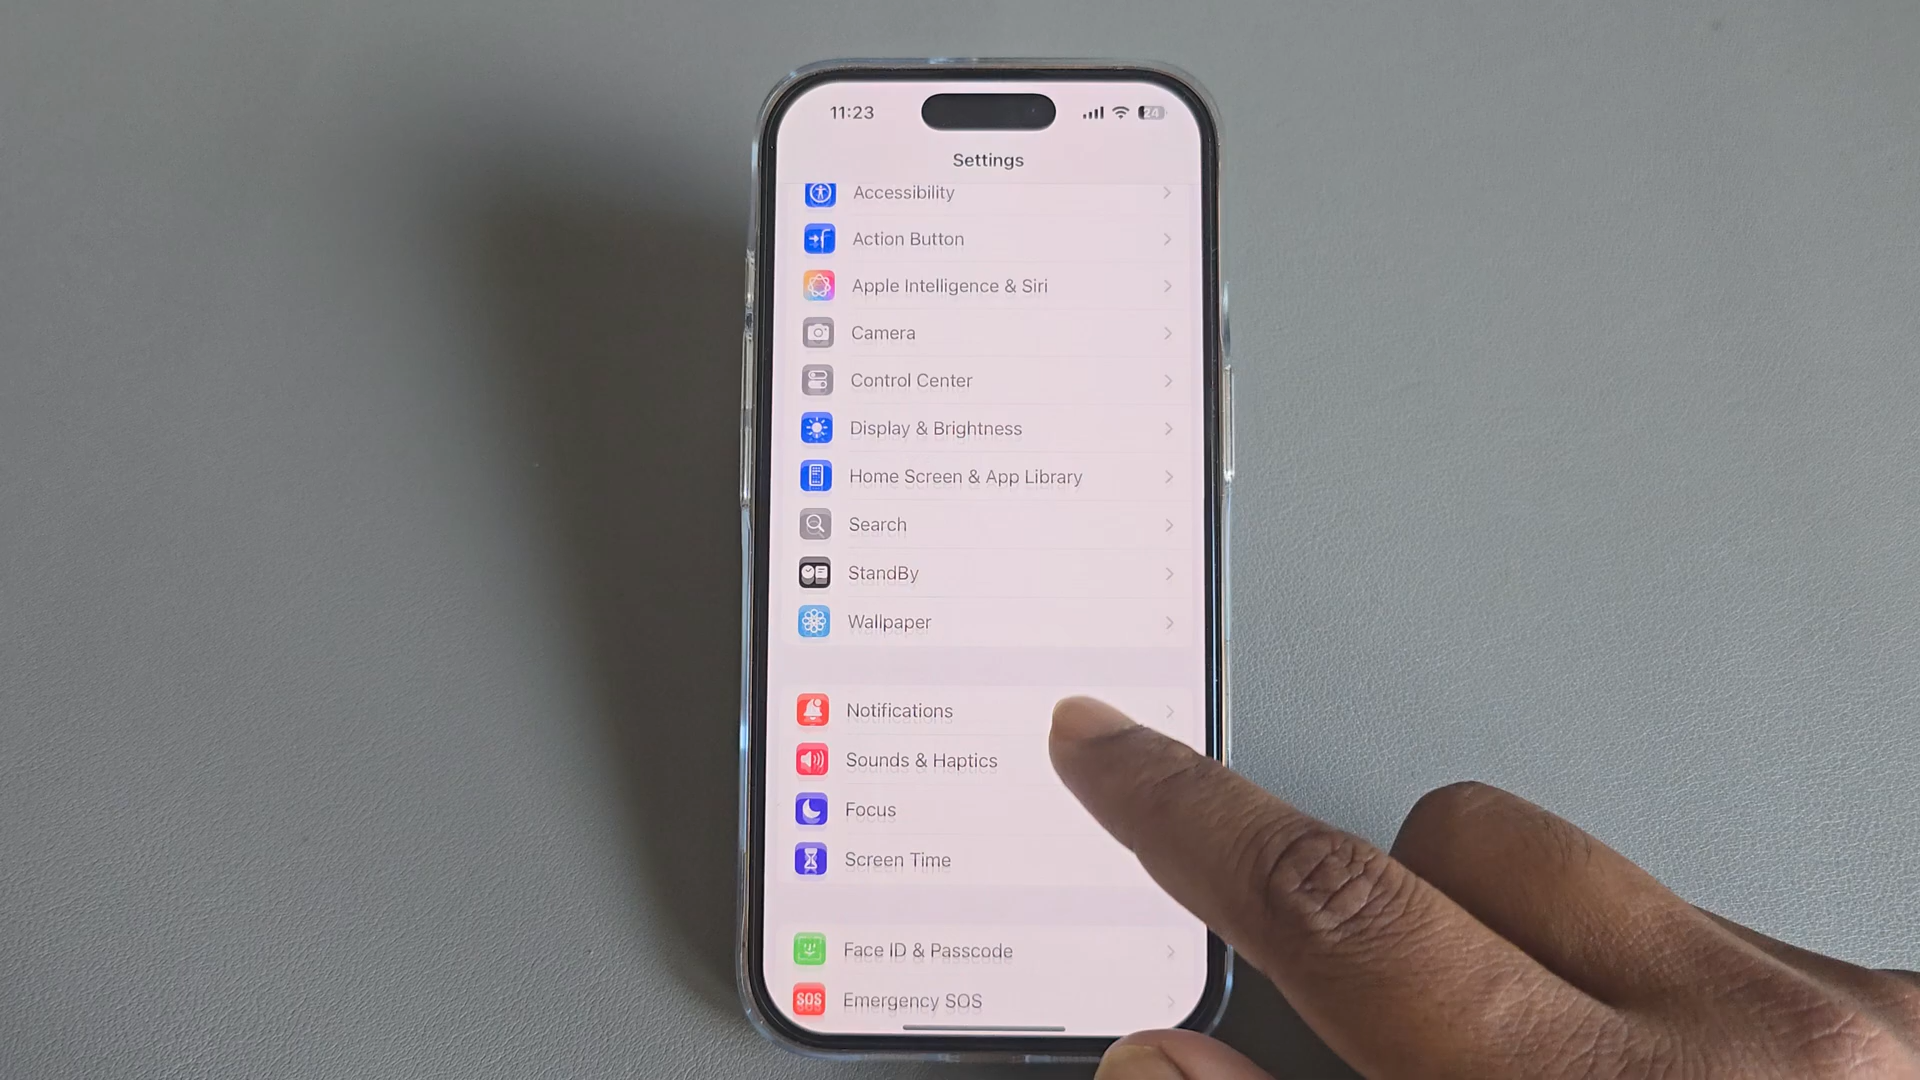 11:23
24
Settings
Accessibility
Action Button
Apple Intelligence & Siri
Camera
Control Center
Display & Brightness
Home Screen & App Library
Search
StandBy
Wallpaper
Notifications
Sounds & Haptics
Focus
Screen Time
Face ID & Passcode
SOS Emergency SOS